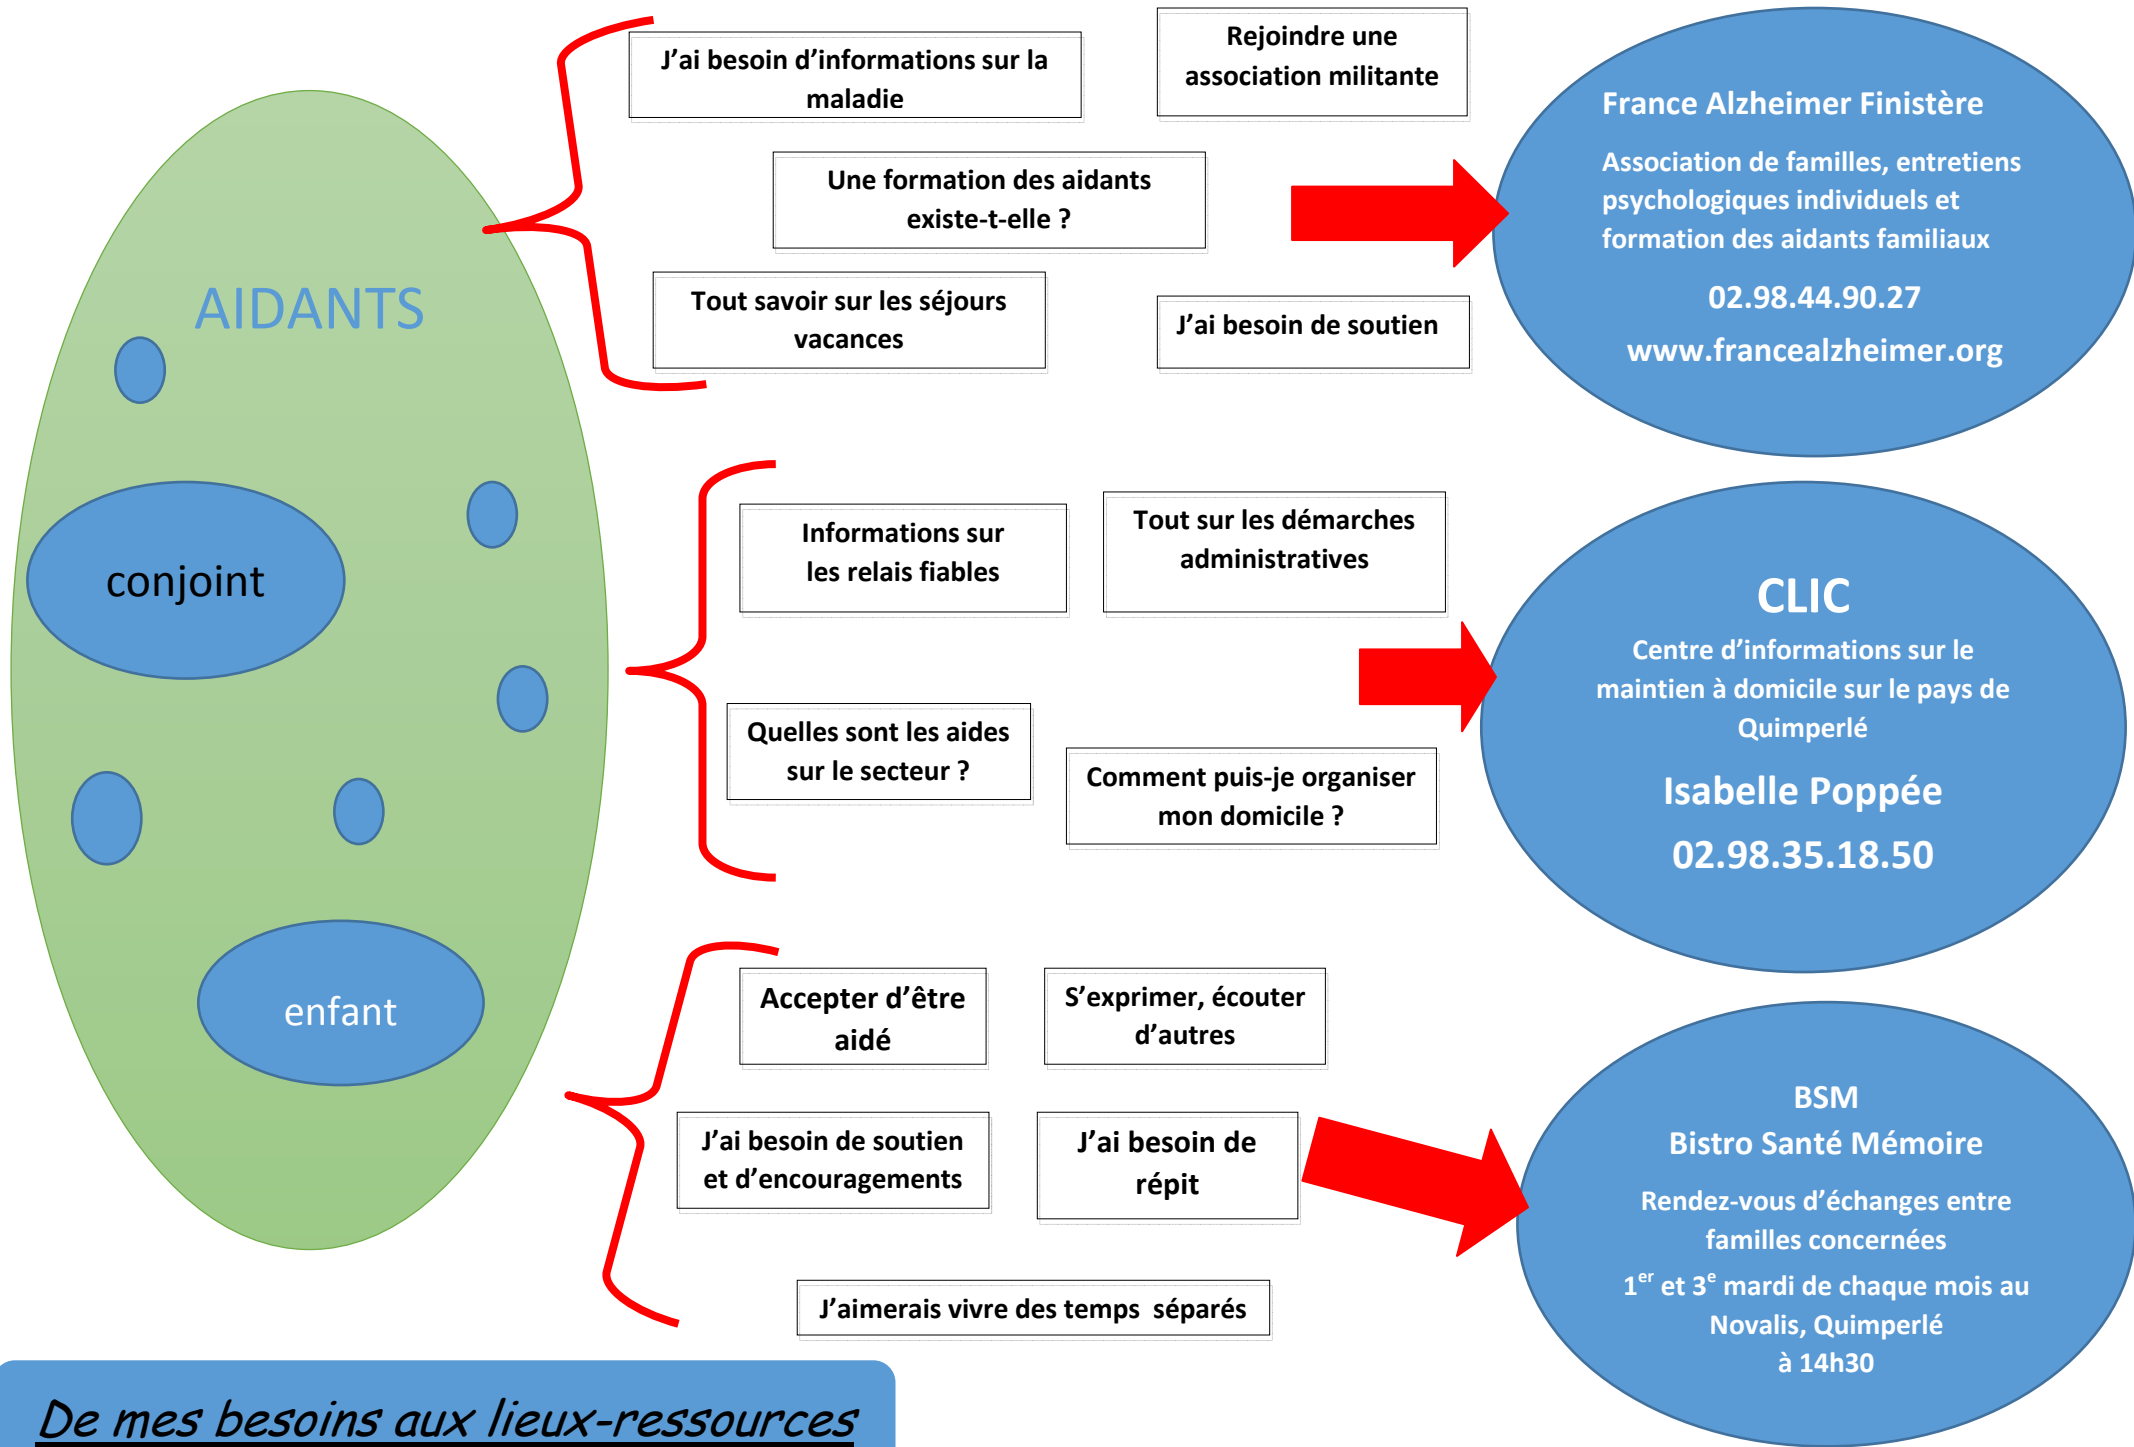 AIDANTS
conjoint
enfant
J’ai besoin d’informations sur la
maladie
Rejoindre une
association militante
Une formation des aidants
existe-t-elle ?
Tout savoir sur les séjours
vacances
J’ai besoin de soutien
France Alzheimer Finistère
Association de familles, entretiens
psychologiques individuels et
formation des aidants familiaux
02.98.44.90.27
www.francealzheimer.org
Informations sur
les relais fiables
Tout sur les démarches
administratives
Quelles sont les aides
sur le secteur ?
Comment puis-je organiser
mon domicile ?
CLIC
Centre d’informations sur le
maintien à domicile sur le pays de
Quimperlé
Isabelle Poppée
02.98.35.18.50
Accepter d’être
aidé
S’exprimer, écouter
d’autres
J’ai besoin de soutien
et d’encouragements
J’ai besoin de
répit
J’aimerais vivre des temps  séparés
BSM
Bistro Santé Mémoire
Rendez-vous d’échanges entre
familles concernées
1er et 3e mardi de chaque mois au
Novalis, Quimperlé
à 14h30
De mes besoins aux lieux-ressources